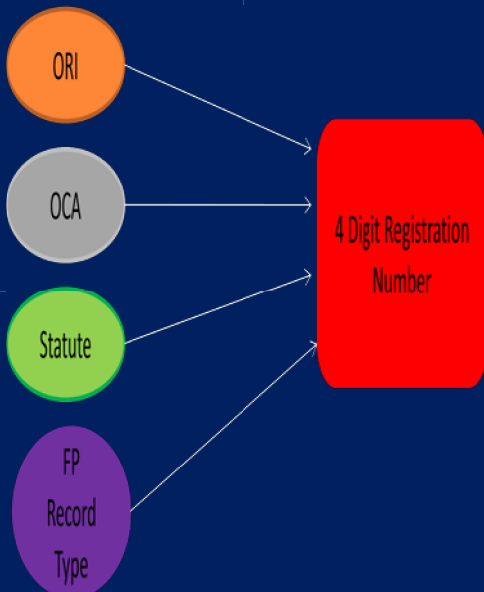 ORI
OCA
Statute
FP
Record
Type
4 Digit Registration
Number